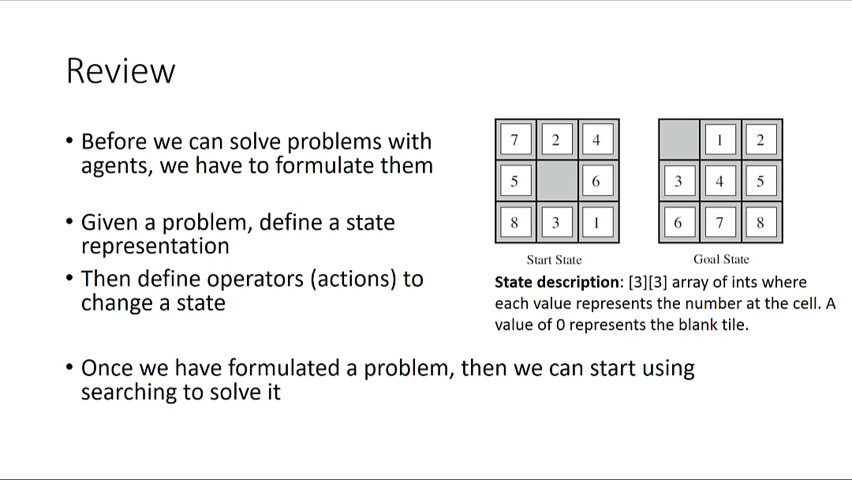 Review
• Before we can solve problems with
agents, we have to formulate them
• Given a problem, define a state
representation
• Then define operators (actions) to
change a state
• Once we have formulated a problem, then we can start using
searching to solve it
7 2 4
5 6
8 3 1
Start State
1 2
3 4 5
6 7 8
Goal State
State description: [3][3] array of ints where
each value represents the number at the cell. A
value of 0 represents the blank tile.